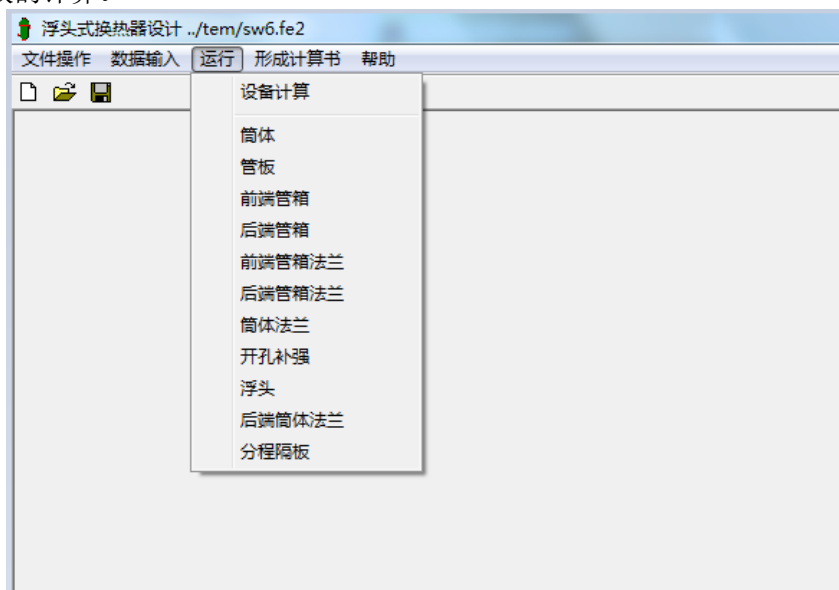 的计算。
浮头式换热器设计 ../tem/sw6.fe2
文件操作 数据输入 运行 形成计算书 帮助
设备计算
筒体
管板
前端管箱
后端管箱
前端管箱法兰
后端管箱法兰
筒体法兰
开孔补强
浮头
后端筒体法兰
分程隔板